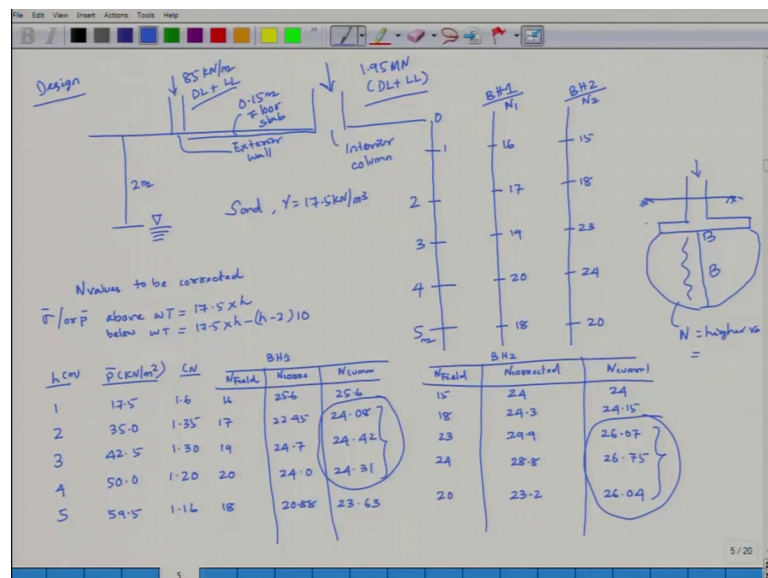 File Edit View Insert Actions Tools Help
Design
85 kN/m
DL + LL
0.15m
Floor slab
Exterior wall
1.95 MN
(DL + LL)
Interior column
2m
Sand, γ = 17.5 kN/m³
0
1
2
3
4
5 m
BH1
N1
16
17
19
20
18
BH2
N2
15
18
23
24
20
B
B
N = higher va
=
N values to be corrected
σ̄ / or p̄ above WT = 17.5 × h
below WT = 17.5 × h - (h-2) 10
BH1 BH2
h (m) p̄ (kN/m²) CN NField Ncorre Ncumm NField Ncorrected Ncumml
1 17.5 1.6 16 25.6 25.6 15 24 24
2 35.0 1.35 17 22.95 24.08 18 24.3 24.15
3 42.5 1.30 19 24.7 24.42 23 29.9 26.07
4 50.0 1.20 20 24.0 24.31 24 28.8 26.75
5 59.5 1.16 18 20.88 23.63 20 23.2 26.04
5 / 20
5